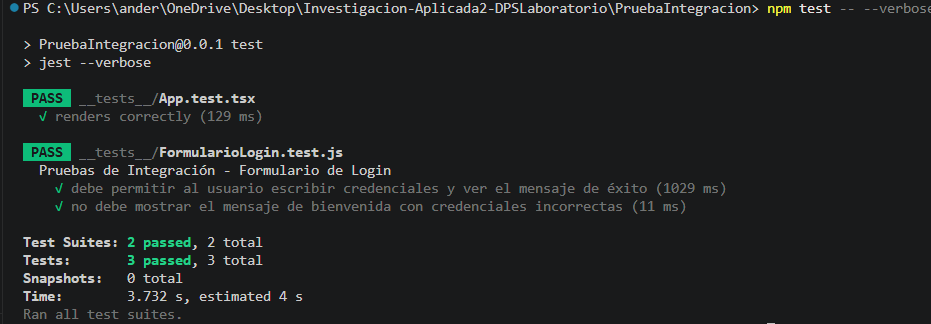 PS C:\Users\ander\OneDrive\Desktop\Investigacion-Aplicada2-DPSLaboratorio\PruebaIntegracion> npm test -- --verbose
> PruebaIntegracion@0.0.1 test
> jest --verbose
PASS __tests__/App.test.tsx
√ renders correctly (129 ms)
PASS __tests__/FormularioLogin.test.js
Pruebas de Integración - Formulario de Login
√ debe permitir al usuario escribir credenciales y ver el mensaje de éxito (1029 ms)
√ no debe mostrar el mensaje de bienvenida con credenciales incorrectas (11 ms)
Test Suites: 2 passed, 2 total
Tests: 3 passed, 3 total
Snapshots: 0 total
Time: 3.732 s, estimated 4 s
Ran all test suites.